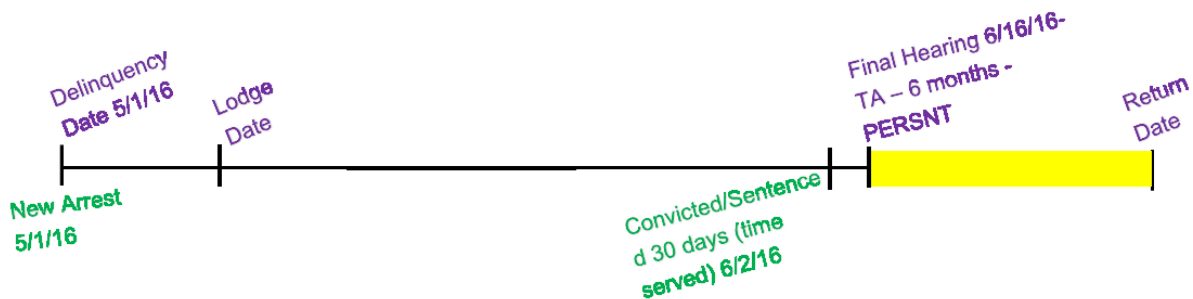 Delinquency
Date 5/1/16
Lodge
Date
Final Hearing 6/16/16-
TA – 6 months -
PERSNT
Return
Date
New Arrest
5/1/16
Convicted/Sentence
d 30 days (time
served) 6/2/16